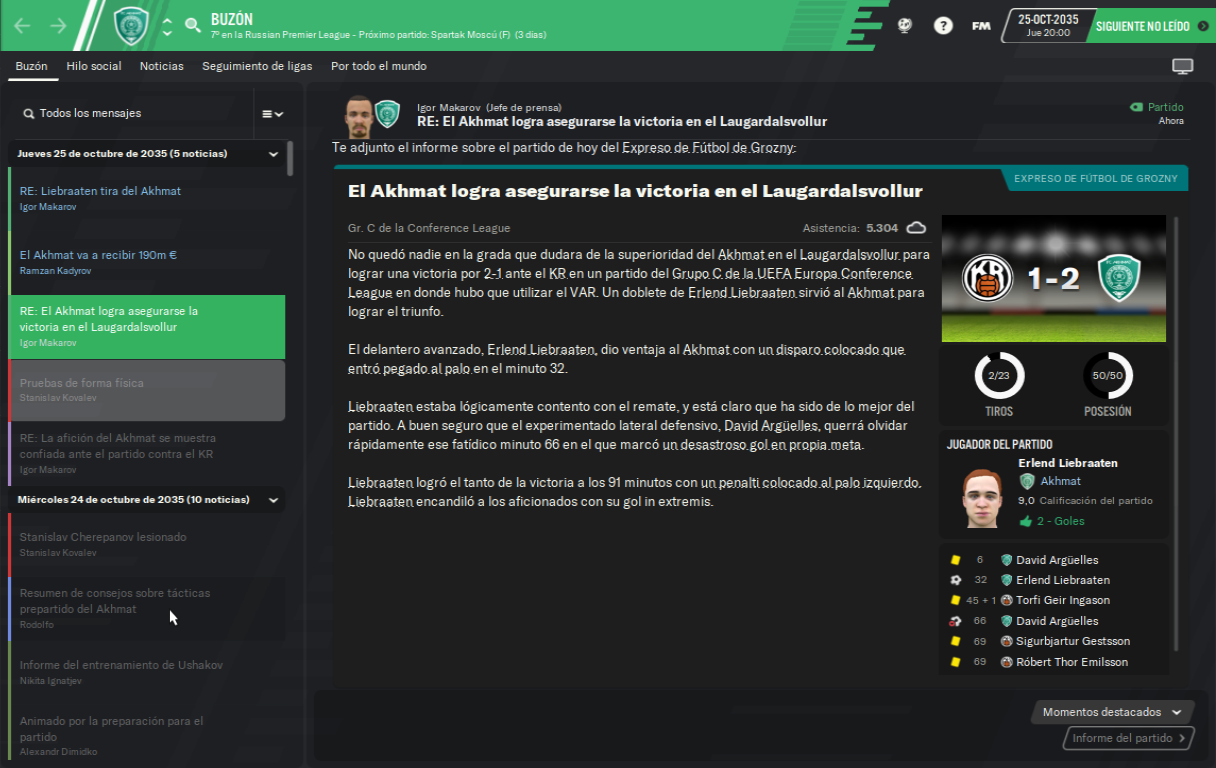 BUZÓN
7º en la Russian Premier League - Próximo partido: Spartak Moscú (F) (3 días)
FM
25-OCT-2035
Jue 20:00
SIGUIENTE NO LEÍDO
Buzón
Hilo social
Noticias
Seguimiento de ligas
Por todo el mundo
Todos los mensajes
Jueves 25 de octubre de 2035 (5 noticias)
RE: Liebraaten tira del Akhmat
Igor Makarov
El Akhmat va a recibir 190m €
Ramzan Kadyrov
RE: El Akhmat logra asegurarse la
victoria en el Laugardalsvollur
Igor Makarov
Pruebas de forma física
Stanislav Kovalev
RE: La afición del Akhmat se muestra
confiada ante el partido contra el KR
Igor Makarov
Miércoles 24 de octubre de 2035 (10 noticias)
Stanislav Cherepanov lesionado
Stanislav Kovalev
Resumen de consejos sobre tácticas
prepartido del Akhmat
Rodolfo
Informe del entrenamiento de Ushakov
Nikita Ignatjev
Animado por la preparación para el
partido
Alexandr Dimidko
Igor Makarov (Jefe de prensa)
RE: El Akhmat logra asegurarse la victoria en el Laugardalsvollur
Partido
Ahora
Te adjunto el informe sobre el partido de hoy del Expreso de Fútbol de Grozny:
EXPRESO DE FÚTBOL DE GROZNY
El Akhmat logra asegurarse la victoria en el Laugardalsvollur
Gr. C de la Conference League
Asistencia: 5.304
No quedó nadie en la grada que dudara de la superioridad del Akhmat en el Laugardalsvollur para
lograr una victoria por 2-1 ante el KR en un partido del Grupo C de la UEFA Europa Conference
League en donde hubo que utilizar el VAR. Un doblete de Erlend Liebraaten sirvió al Akhmat para
lograr el triunfo.
El delantero avanzado, Erlend Liebraaten, dio ventaja al Akhmat con un disparo colocado que
entró pegado al palo en el minuto 32.
Liebraaten estaba lógicamente contento con el remate, y está claro que ha sido de lo mejor del
partido. A buen seguro que el experimentado lateral defensivo, David Argüelles, querrá olvidar
rápidamente ese fatídico minuto 66 en el que marcó un desastroso gol en propia meta.
Liebraaten logró el tanto de la victoria a los 91 minutos con un penalti colocado al palo izquierdo.
Liebraaten encandiló a los aficionados con su gol in extremis.
KR
1-2
2/23
TIROS
50/50
POSESIÓN
JUGADOR DEL PARTIDO
Erlend Liebraaten
Akhmat
9,0 Calificación del partido
2 - Goles
6 David Argüelles
32 Erlend Liebraaten
45 + 1 Torfi Geir Ingason
66 David Argüelles
69 Sigurbjartur Gestsson
69 Róbert Thor Emilsson
Momentos destacados
Informe del partido